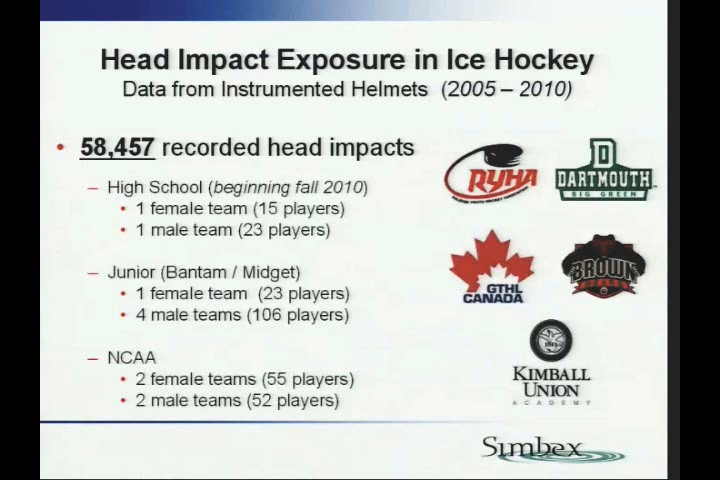 Head Impact Exposure in Ice Hockey
Data from Instrumented Helmets (2005 – 2010)
• 58,457 recorded head impacts
– High School (beginning fall 2010)
• 1 female team (15 players)
• 1 male team (23 players)
– Junior (Bantam / Midget)
• 1 female team (23 players)
• 4 male teams (106 players)
– NCAA
• 2 female teams (55 players)
• 2 male teams (52 players)
RYHA
D
DARTMOUTH
BIG GREEN
GTHL
CANADA
BROWN
KIMBALL
UNION
ACADEMY
Simbex